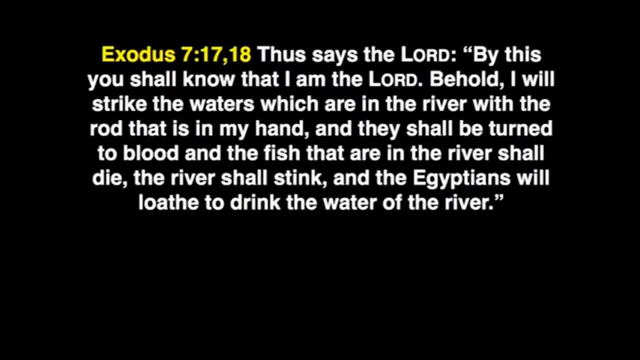 Exodus 7:17,18 Thus says the LORD: “By this
you shall know that I am the LORD. Behold, I will
strike the waters which are in the river with the
rod that is in my hand, and they shall be turned
to blood and the fish that are in the river shall
die, the river shall stink, and the Egyptians will
loathe to drink the water of the river.”